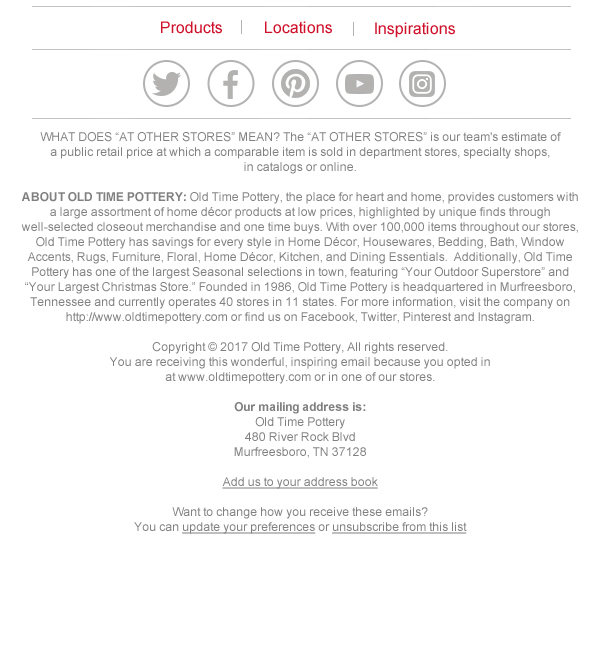 Products | Locations | Inspirations
WHAT DOES “AT OTHER STORES” MEAN? The “AT OTHER STORES” is our team's estimate of
a public retail price at which a comparable item is sold in department stores, specialty shops,
in catalogs or online.
ABOUT OLD TIME POTTERY: Old Time Pottery, the place for heart and home, provides customers with
a large assortment of home décor products at low prices, highlighted by unique finds through
well-selected closeout merchandise and one time buys. With over 100,000 items throughout our stores,
Old Time Pottery has savings for every style in Home Décor, Housewares, Bedding, Bath, Window
Accents, Rugs, Furniture, Floral, Home Décor, Kitchen, and Dining Essentials. Additionally, Old Time
Pottery has one of the largest Seasonal selections in town, featuring “Your Outdoor Superstore” and
“Your Largest Christmas Store.” Founded in 1986, Old Time Pottery is headquartered in Murfreesboro,
Tennessee and currently operates 40 stores in 11 states. For more information, visit the company on
http://www.oldtimepottery.com or find us on Facebook, Twitter, Pinterest and Instagram.
Copyright © 2017 Old Time Pottery, All rights reserved.
You are receiving this wonderful, inspiring email because you opted in
at www.oldtimepottery.com or in one of our stores.
Our mailing address is:
Old Time Pottery
480 River Rock Blvd
Murfreesboro, TN 37128
Add us to your address book
Want to change how you receive these emails?
You can update your preferences or unsubscribe from this list